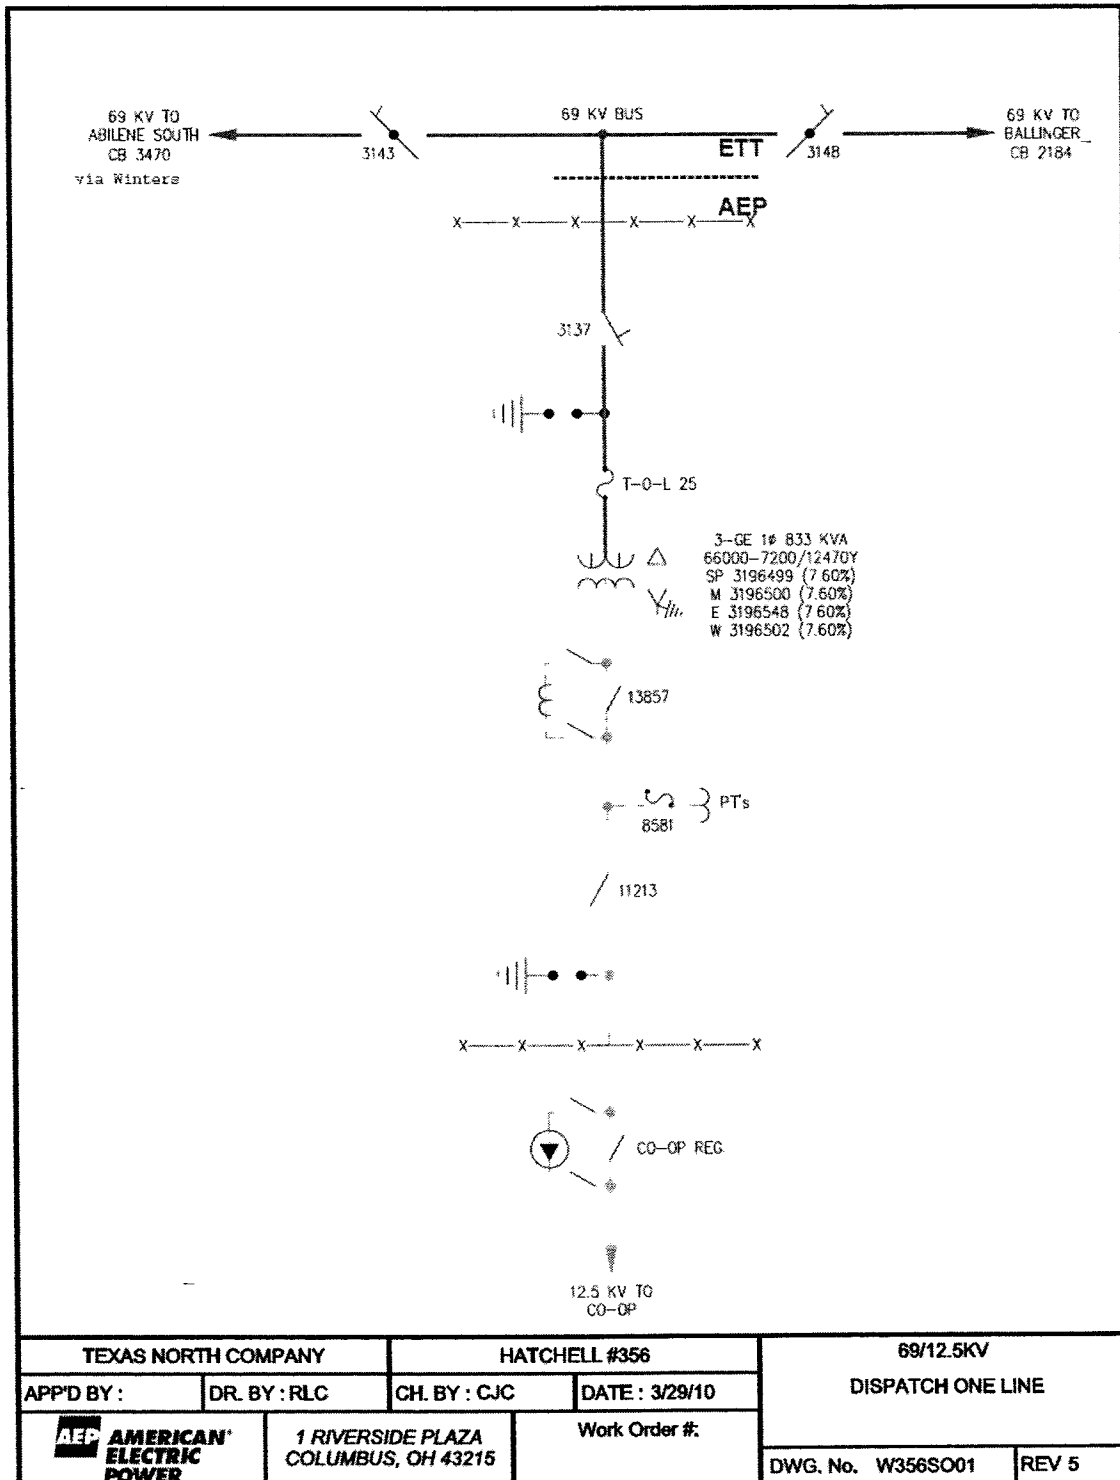 69 KV TO
ABILENE SOUTH
CB 3470
via Winters
3143
69 KV BUS
ETT
3148
69 KV TO
BALLINGER
CB 2184
AEP
X X X X X X
3137
T-O-L 25
3-GE 1ϕ 833 KVA
66000-7200/12470Y
SP 3196499 (7.60%)
M 3196500 (7.60%)
E 3196548 (7.60%)
W 3196502 (7.60%)
13857
PT's
8581
11213
X X X X X X
CO-OP REG.
12.5 KV TO
CO-OP
TEXAS NORTH COMPANY
HATCHELL #356
69/12.5KV
DISPATCH ONE LINE
APP'D BY :
DR. BY : RLC
CH. BY : CJC
DATE : 3/29/10
AEP AMERICAN'
ELECTRIC
POWER
1 RIVERSIDE PLAZA
COLUMBUS, OH 43215
Work Order #:
DWG. No. W356SO01
REV 5